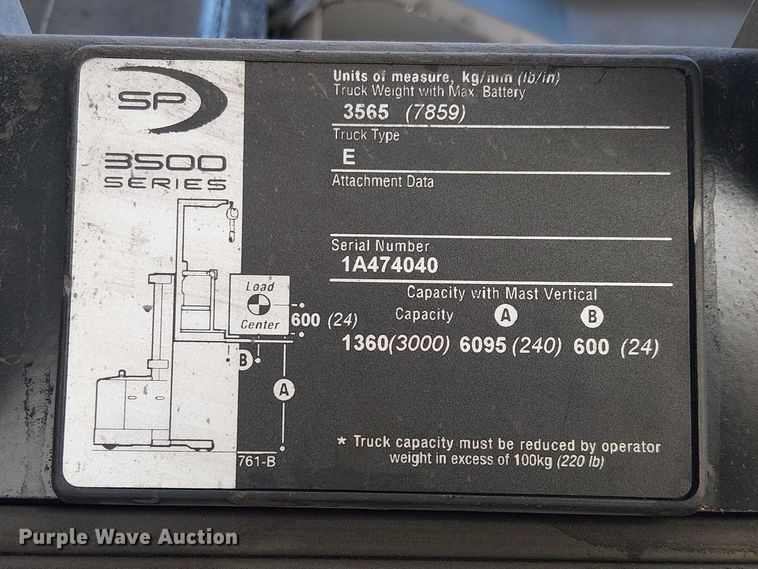 SP
3500
SERIES
Units of measure, kg/mm (lb/in)
Truck Weight with Max. Battery
3565 (7859)
Truck Type
E
Attachment Data
Serial Number
1A474040
Capacity with Mast Vertical
Capacity A B
1360(3000) 6095 (240) 600 (24)
Load
Center
600 (24)
B
A
761-B
* Truck capacity must be reduced by operator
weight in excess of 100kg (220 lb)
Purple Wave Auction